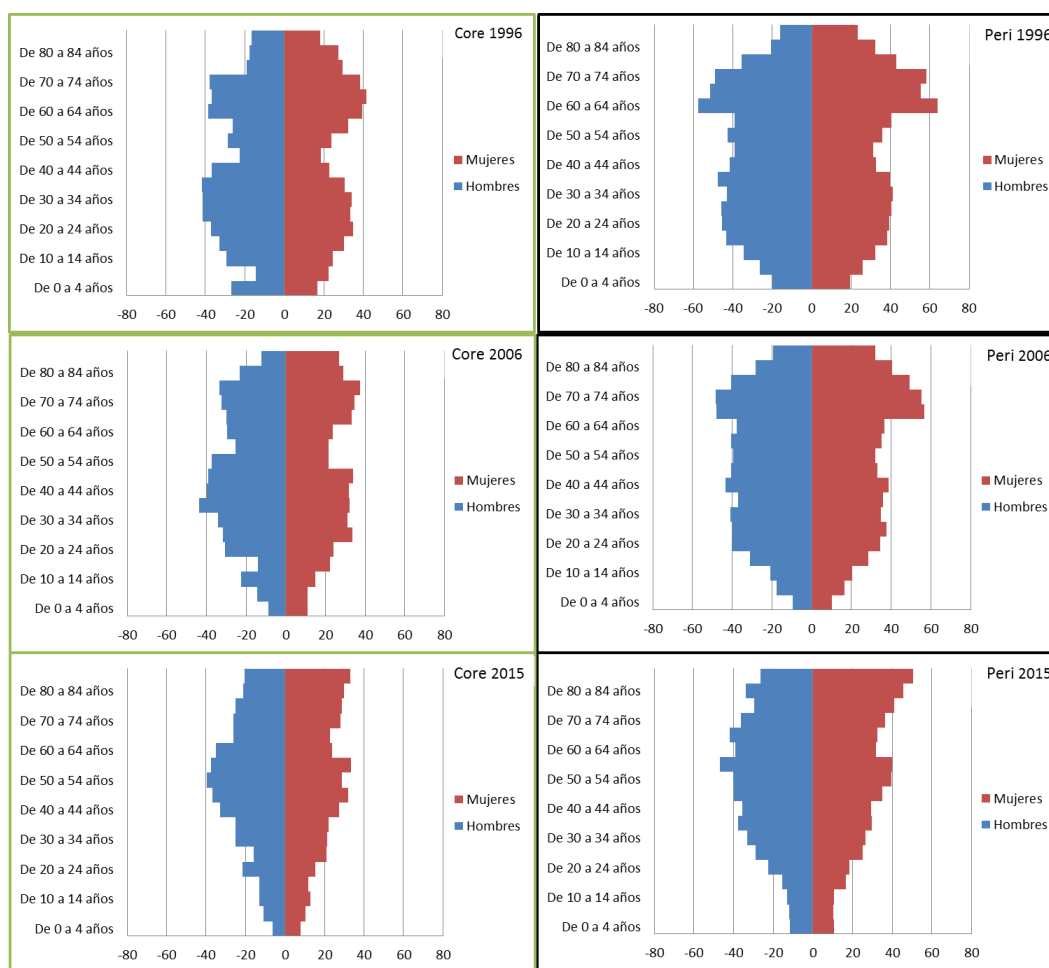 Core 1996
De 80 a 84 años
De 70 a 74 años
De 60 a 64 años
De 50 a 54 años
De 40 a 44 años
De 30 a 34 años
De 20 a 24 años
De 10 a 14 años
De 0 a 4 años
Mujeres
Hombres
-80 -60 -40 -20 0 20 40 60 80
Peri 1996
De 80 a 84 años
De 70 a 74 años
De 60 a 64 años
De 50 a 54 años
De 40 a 44 años
De 30 a 34 años
De 20 a 24 años
De 10 a 14 años
De 0 a 4 años
Mujeres
Hombres
-80 -60 -40 -20 0 20 40 60 80
Core 2006
De 80 a 84 años
De 70 a 74 años
De 60 a 64 años
De 50 a 54 años
De 40 a 44 años
De 30 a 34 años
De 20 a 24 años
De 10 a 14 años
De 0 a 4 años
Mujeres
Hombres
-80 -60 -40 -20 0 20 40 60 80
Peri 2006
De 80 a 84 años
De 70 a 74 años
De 60 a 64 años
De 50 a 54 años
De 40 a 44 años
De 30 a 34 años
De 20 a 24 años
De 10 a 14 años
De 0 a 4 años
Mujeres
Hombres
-80 -60 -40 -20 0 20 40 60 80
Core 2015
De 80 a 84 años
De 70 a 74 años
De 60 a 64 años
De 50 a 54 años
De 40 a 44 años
De 30 a 34 años
De 20 a 24 años
De 10 a 14 años
De 0 a 4 años
Mujeres
Hombres
-80 -60 -40 -20 0 20 40 60 80
Peri 2015
De 80 a 84 años
De 70 a 74 años
De 60 a 64 años
De 50 a 54 años
De 40 a 44 años
De 30 a 34 años
De 20 a 24 años
De 10 a 14 años
De 0 a 4 años
Mujeres
Hombres
-80 -60 -40 -20 0 20 40 60 80